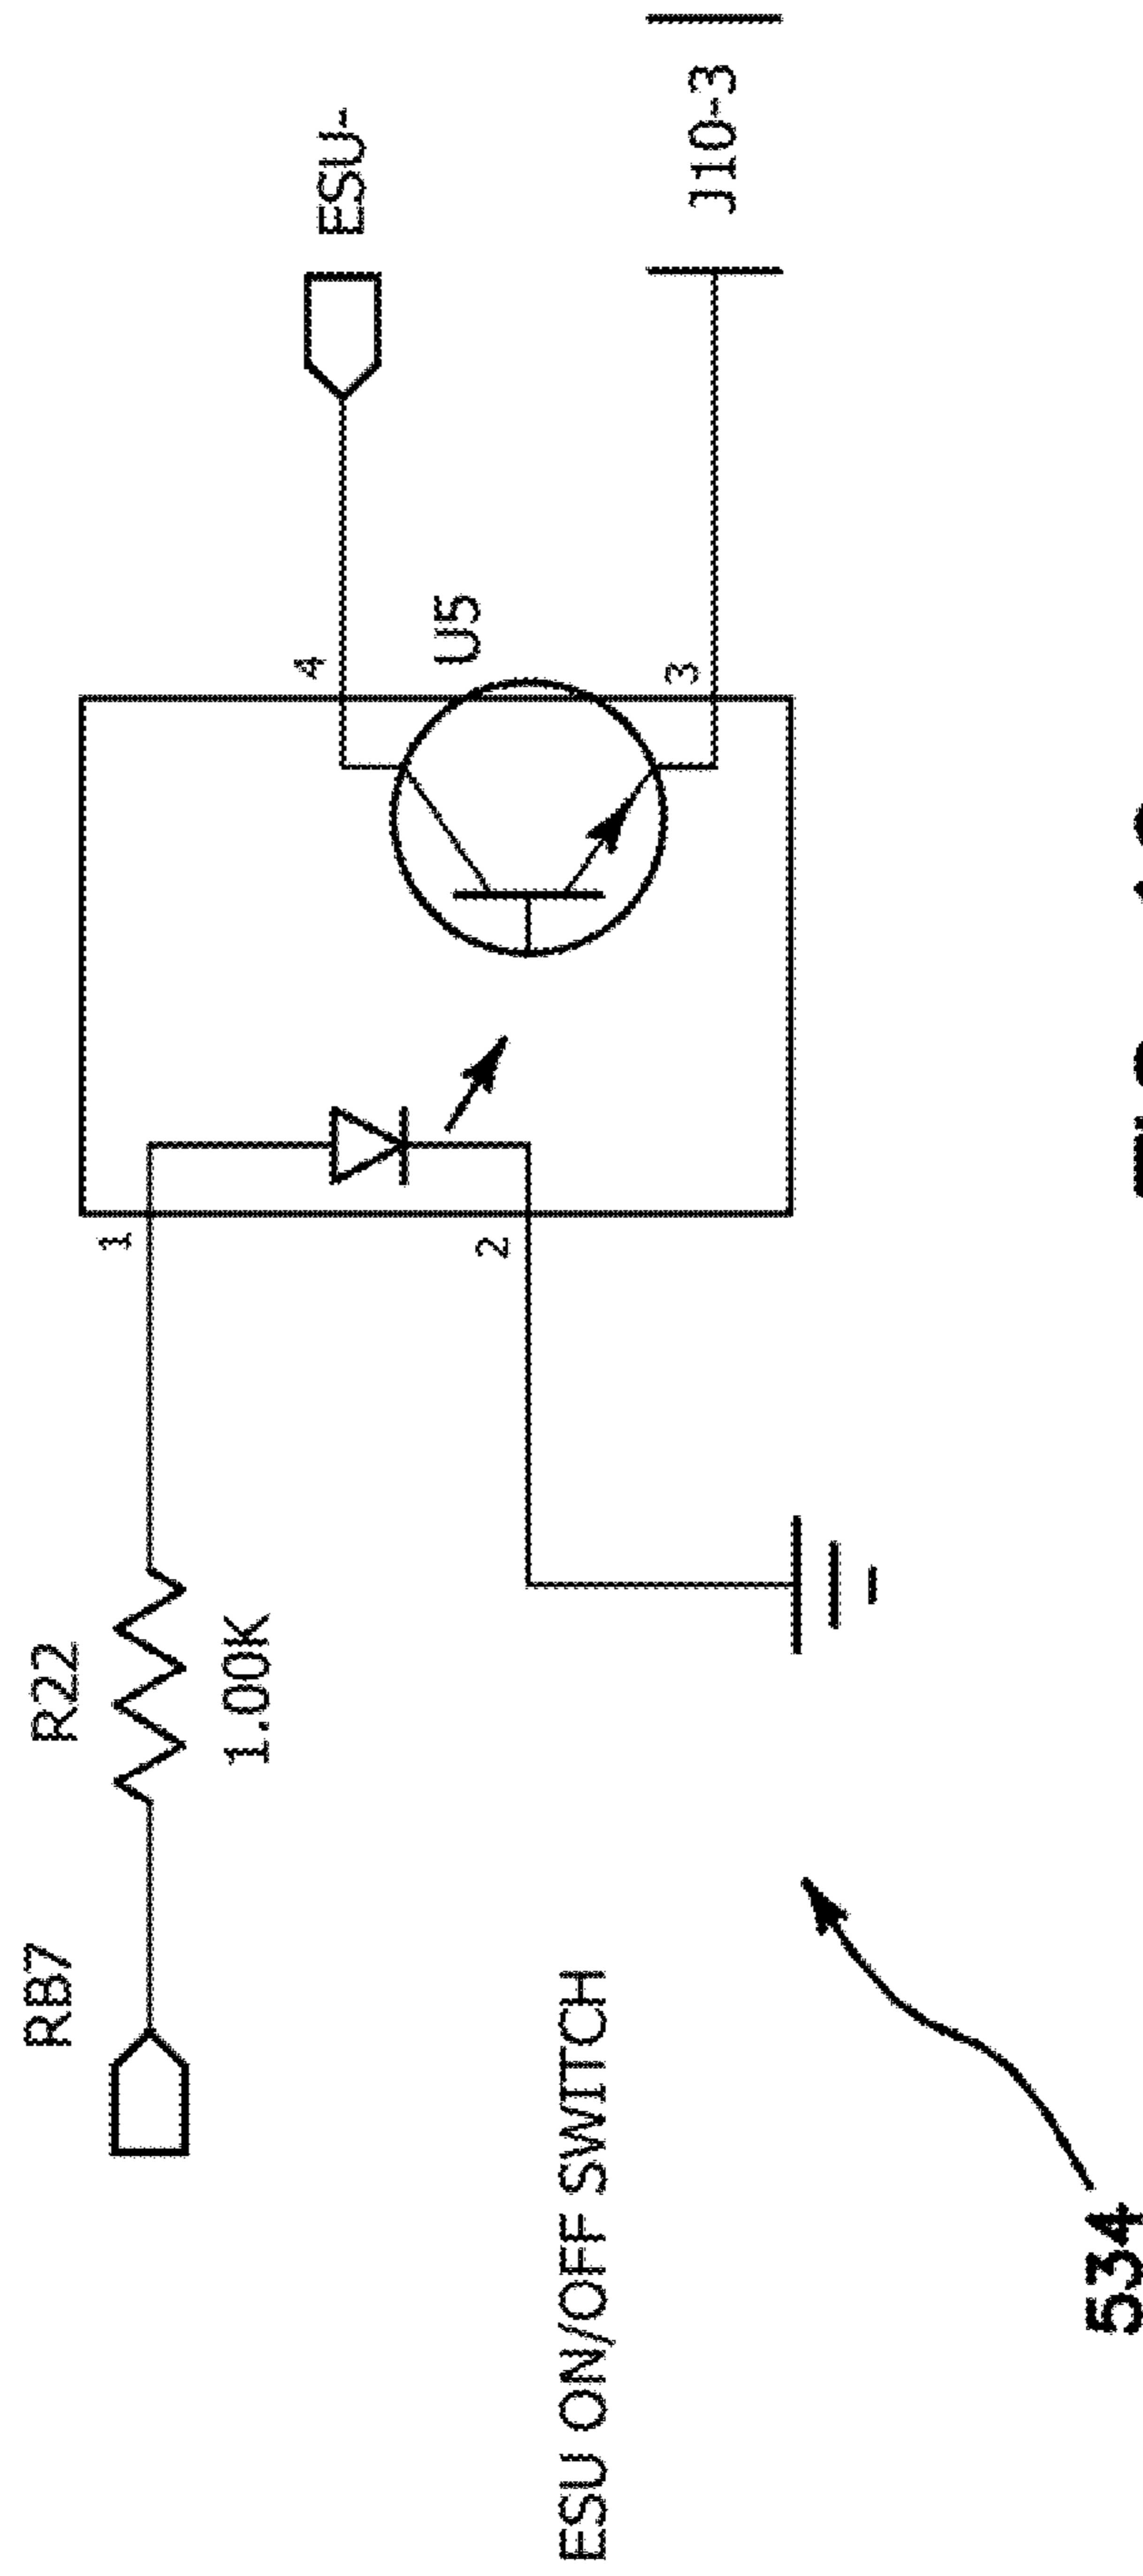 RB7
R22
1.00K
1
2
4
3
U5
ESU-
J10-3
ESU ON/OFF SWITCH
534